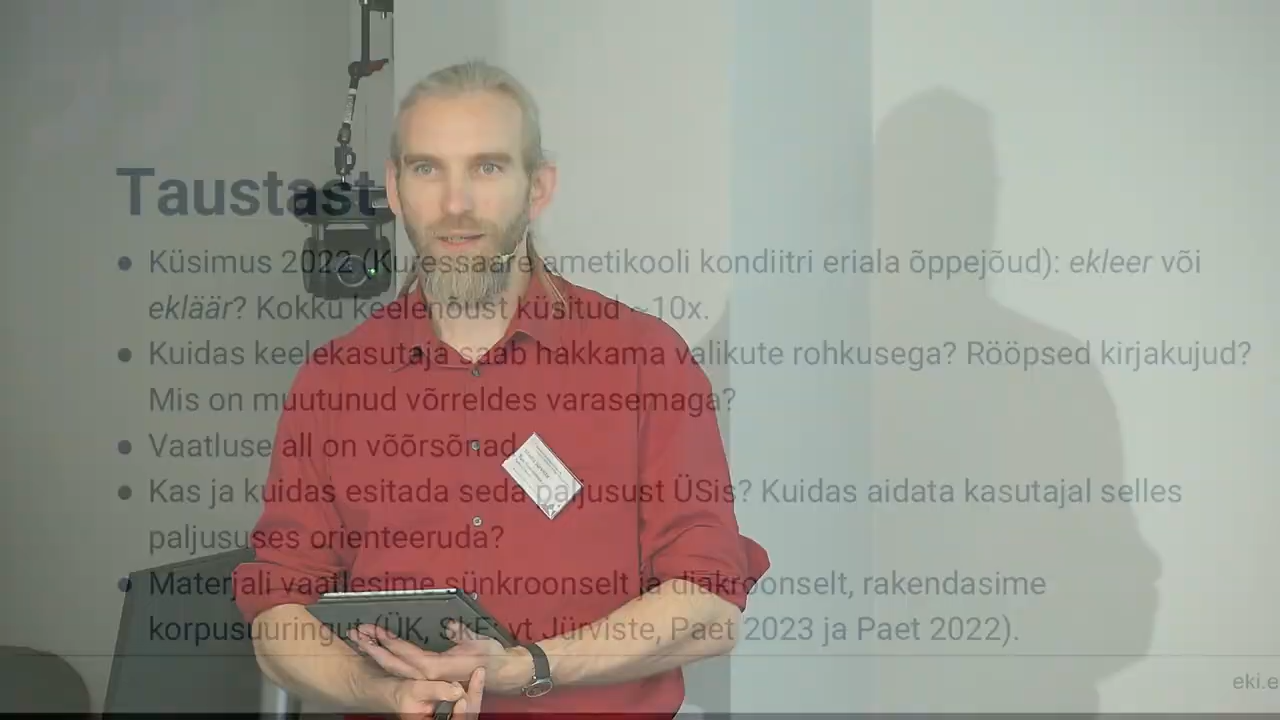 Taustast
● Küsimus 2022 (Kuressaare ametikooli kondiitri eriala õppejõud): ekleer või
ekläär? Kokku keelenõust küsitud ~10x.
● Kuidas keelekasutaja saab hakkama valikute rohkusega? Rööpsed kirjakujud?
Mis on muutunud võrreldes varasemaga?
● Vaatluse all on võõrsõnad.
● Kas ja kuidas esitada seda paljusust ÜSis? Kuidas aidata kasutajal selles
paljususes orienteeruda?
● Materjali vaatlesime sünkroonselt ja diakroonselt, rakendasime
korpusuuringut (ÜK, SkE; vt Jürviste, Paet 2023 ja Paet 2022).
eki.e